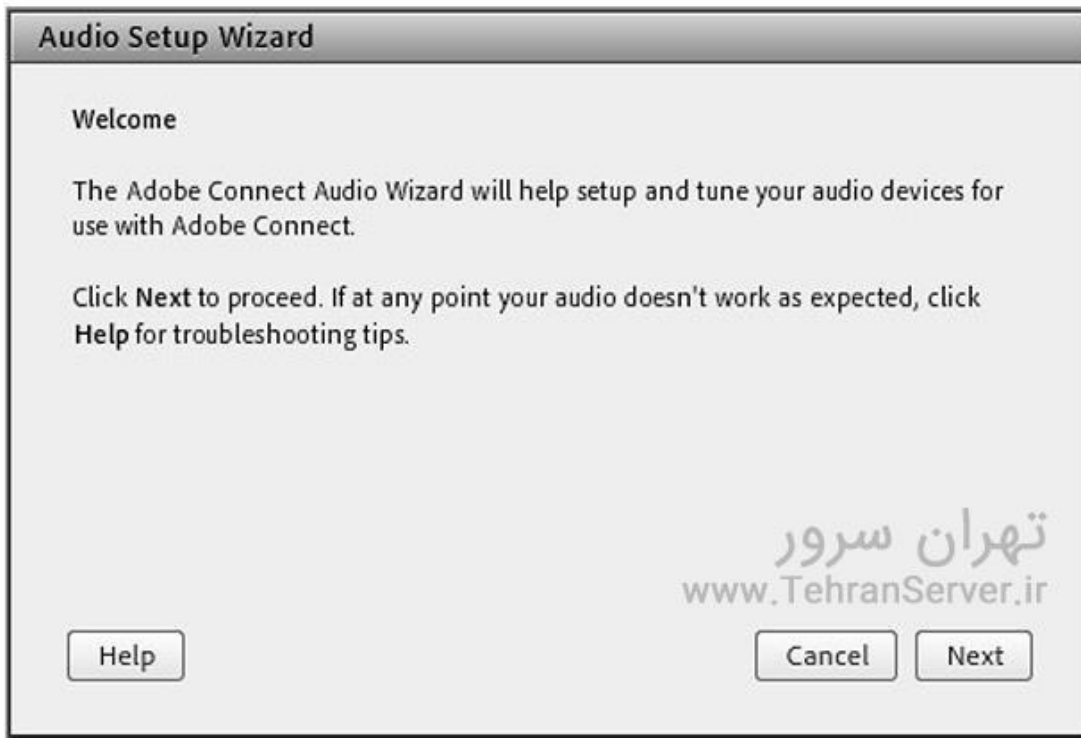 Audio Setup Wizard
Welcome
The Adobe Connect Audio Wizard will help setup and tune your audio devices for
use with Adobe Connect.
Click Next to proceed. If at any point your audio doesn't work as expected, click
Help for troubleshooting tips.
تهران سرور
www.TehranServer.ir
Help
Cancel
Next